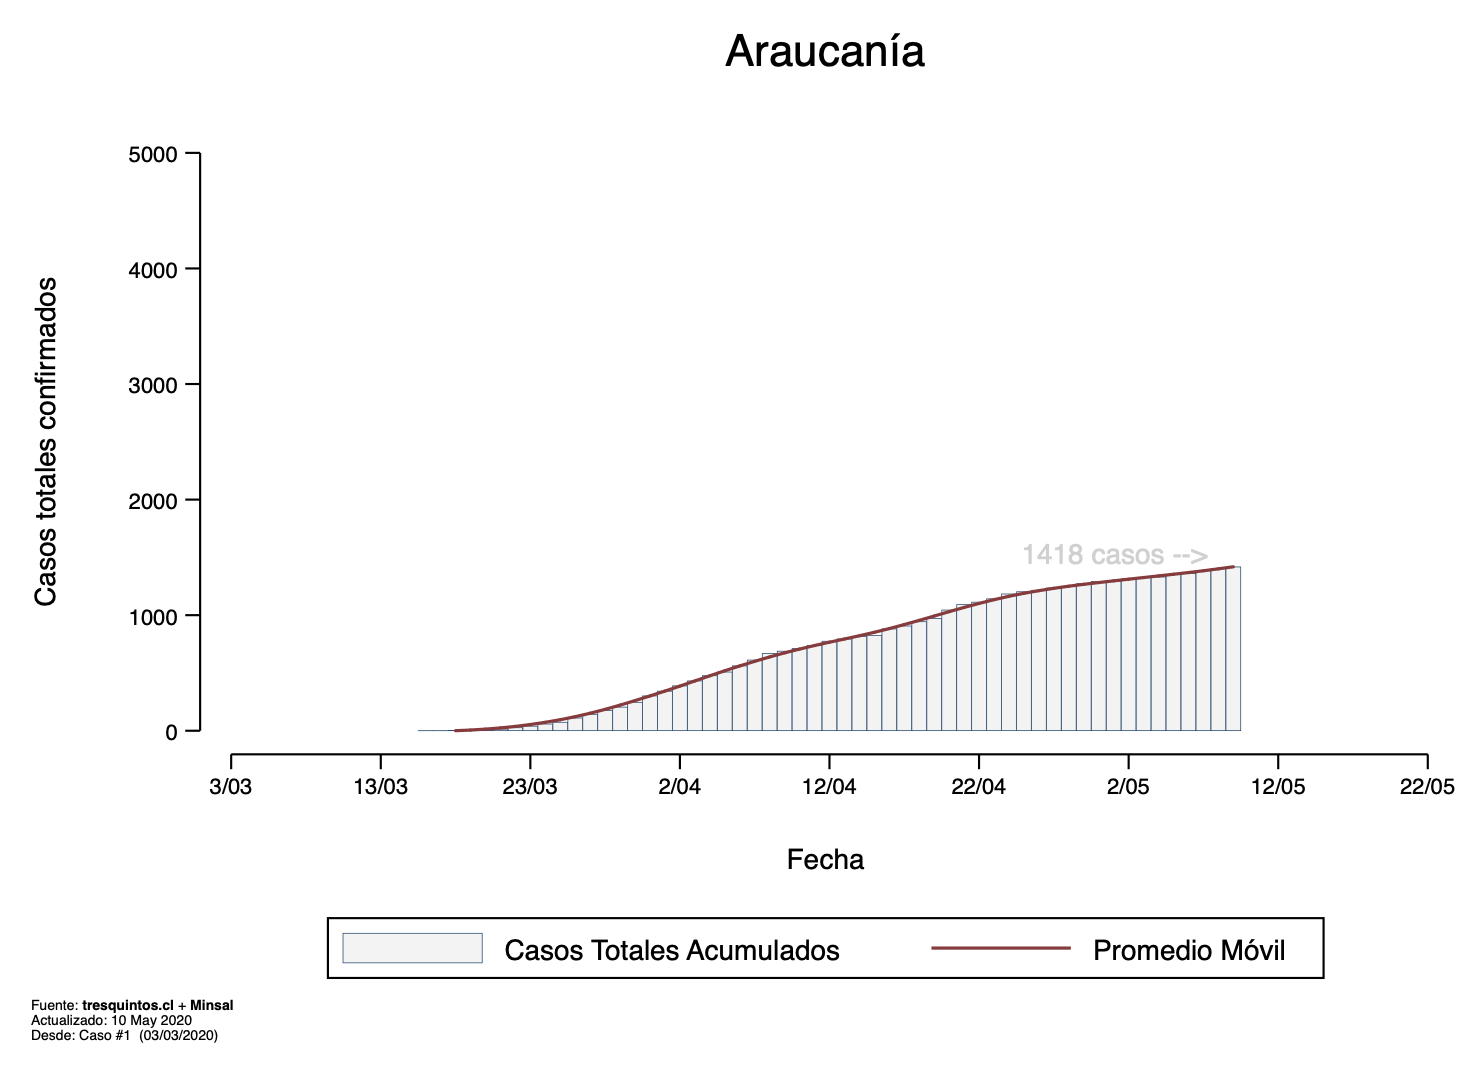 Araucanía
Casos totales confirmados
5000
4000
3000
2000
1000
0
1418 casos -->
3/03 13/03 23/03 2/04 12/04 22/04 2/05 12/05 22/05
Fecha
Casos Totales Acumulados Promedio Móvil
Fuente: tresquintos.cl + Minsal
Actualizado: 10 May 2020
Desde: Caso #1 (03/03/2020)